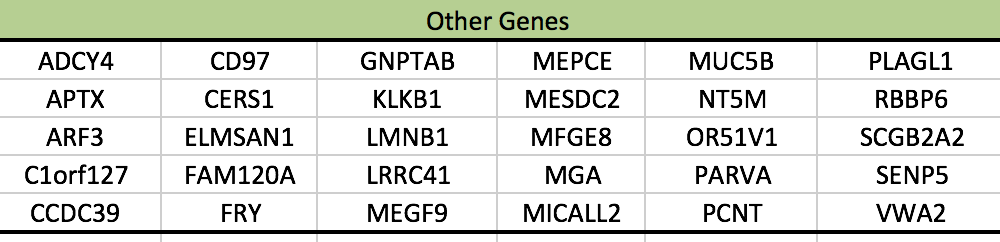 Other Genes
ADCY4 CD97 GNPTAB MEPCE MUC5B PLAGL1
APTX CERS1 KLKB1 MESDC2 NT5M RBBP6
ARF3 ELMSAN1 LMNB1 MFGE8 OR51V1 SCGB2A2
C1orf127 FAM120A LRRC41 MGA PARVA SENP5
CCDC39 FRY MEGF9 MICALL2 PCNT VWA2